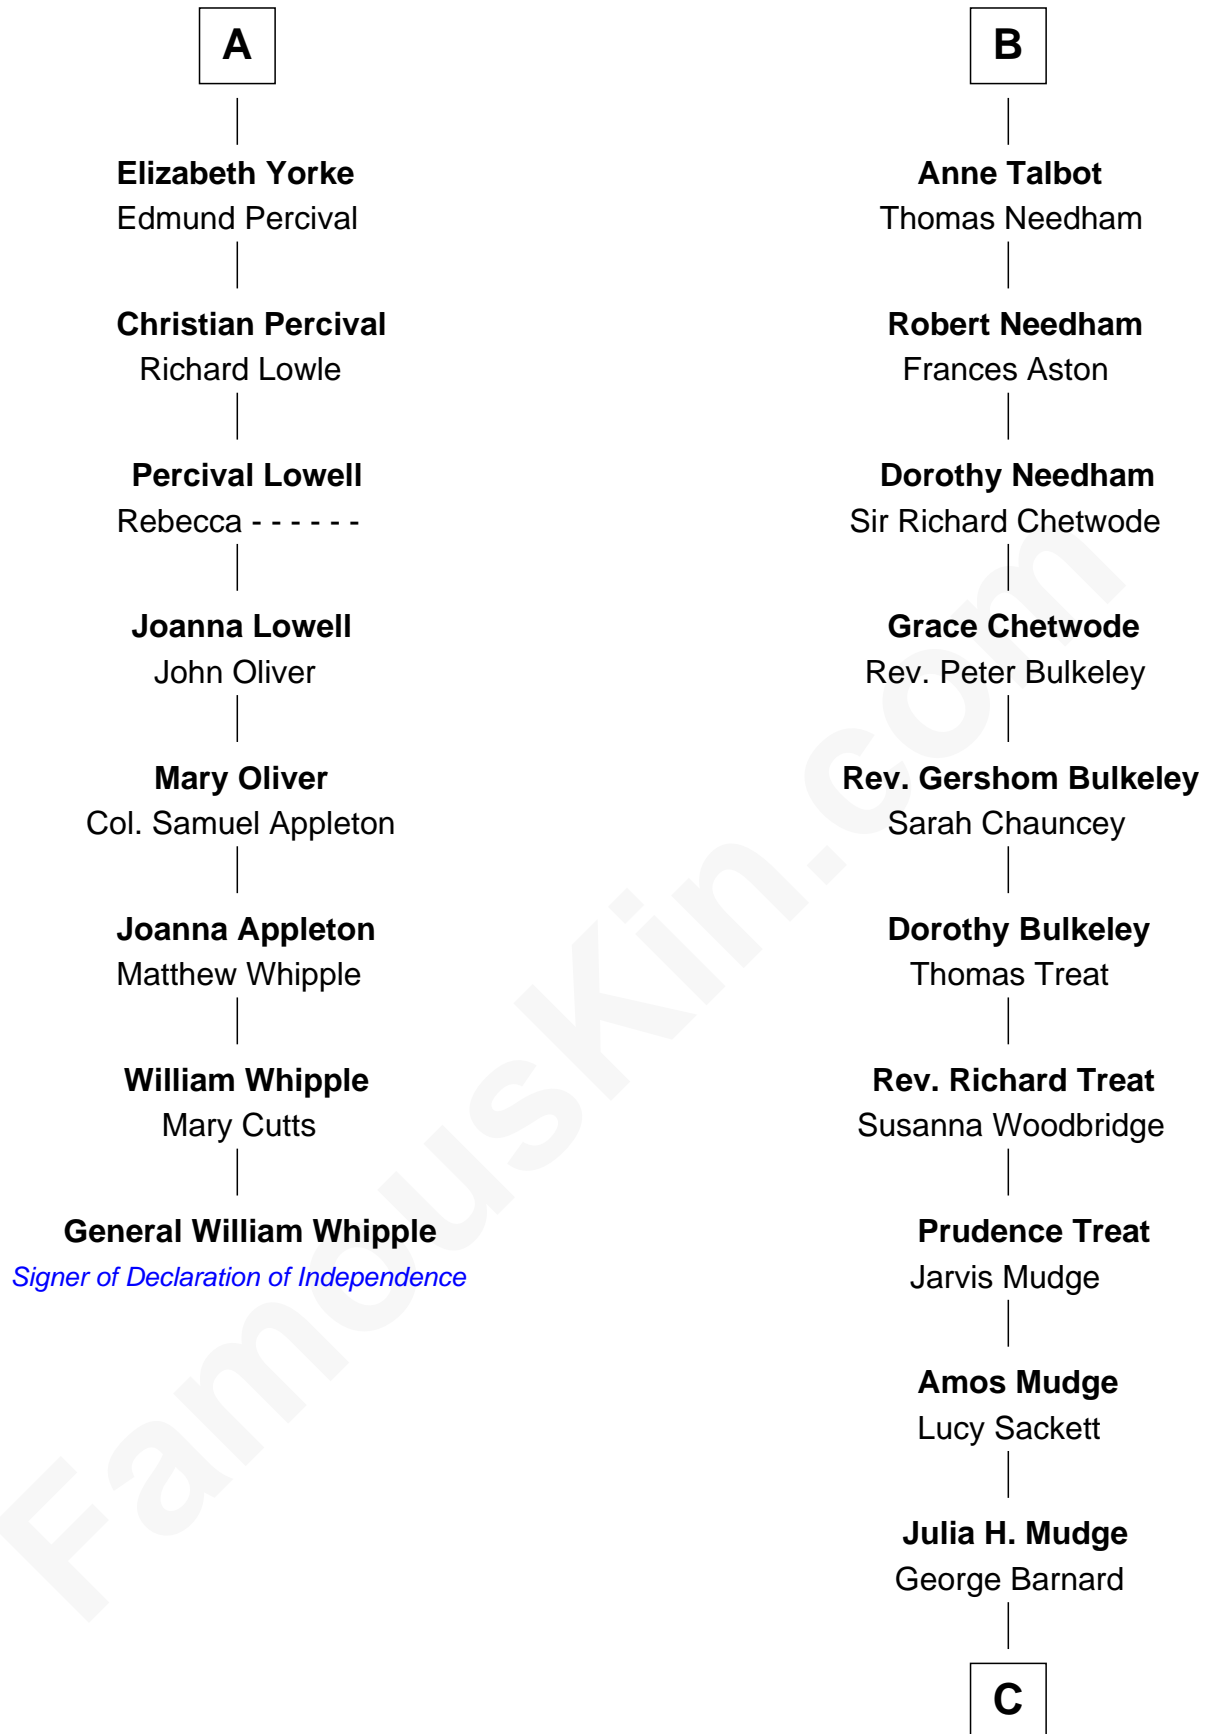 A
Elizabeth Yorke
Edmund Percival
Christian Percival
Richard Lowle
Percival Lowell
Rebecca - - - - - -
Joanna Lowell
John Oliver
Mary Oliver
Col. Samuel Appleton
Joanna Appleton
Matthew Whipple
William Whipple
Mary Cutts
General William Whipple
Signer of Declaration of Independence
B
Anne Talbot
Thomas Needham
Robert Needham
Frances Aston
Dorothy Needham
Sir Richard Chetwode
Grace Chetwode
Rev. Peter Bulkeley
Rev. Gershom Bulkeley
Sarah Chauncey
Dorothy Bulkeley
Thomas Treat
Rev. Richard Treat
Susanna Woodbridge
Prudence Treat
Jarvis Mudge
Amos Mudge
Lucy Sackett
Julia H. Mudge
George Barnard
C
FamousKin.com